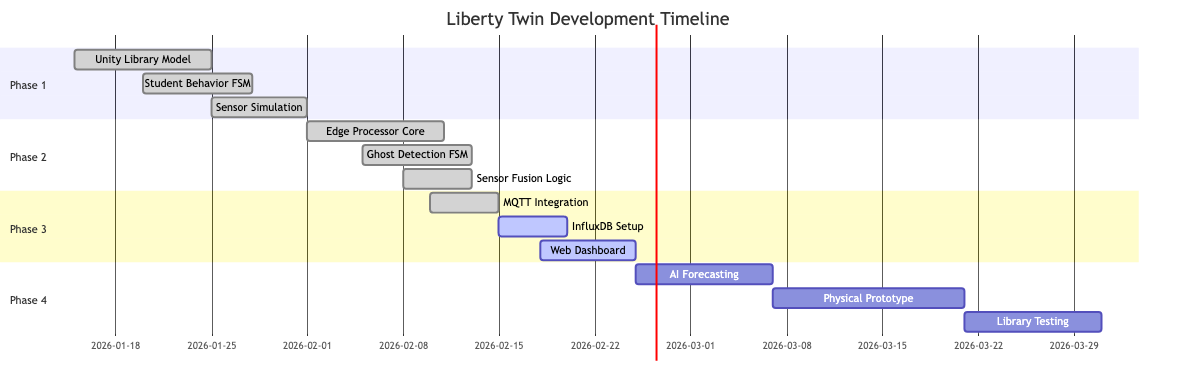 Liberty Twin Development Timeline
Phase 1
Unity Library Model
Student Behavior FSM
Sensor Simulation
Phase 2
Edge Processor Core
Ghost Detection FSM
Sensor Fusion Logic
Phase 3
MQTT Integration
InfluxDB Setup
Web Dashboard
Phase 4
AI Forecasting
Physical Prototype
Library Testing
2026-01-18 2026-01-25 2026-02-01 2026-02-08 2026-02-15 2026-02-22 2026-03-01 2026-03-08 2026-03-15 2026-03-22 2026-03-29